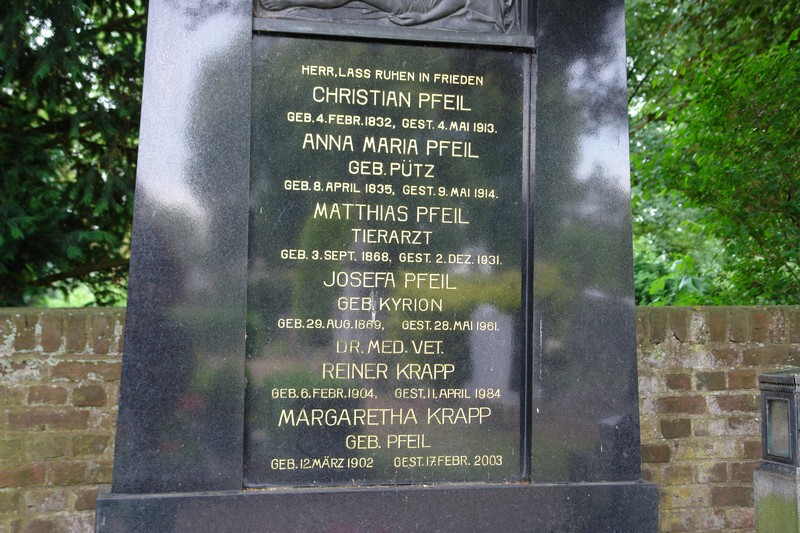 HERR, LASS RUHEN IN FRIEDEN
CHRISTIAN PFEIL
GEB. 4. FEBR. 1832, GEST. 4. MAI 1913.
ANNA MARIA PFEIL
GEB. PÜTZ
GEB. 8. APRIL 1835, GEST. 9. MAI 1914.
MATTHIAS PFEIL
TIERARZT
GEB. 3. SEPT. 1868, GEST. 2. DEZ. 1931.
JOSEFA PFEIL
GEB. KYRION
GEB. 29. AUG. 1869, GEST. 28. MAI 1961.
DR. MED. VET.
REINER KRAPP
GEB. 6. FEBR. 1904, GEST. 11. APRIL 1984
MARGARETHA KRAPP
GEB. PFEIL
GEB. 12. MÄRZ 1902 GEST. 17. FEBR. 2003